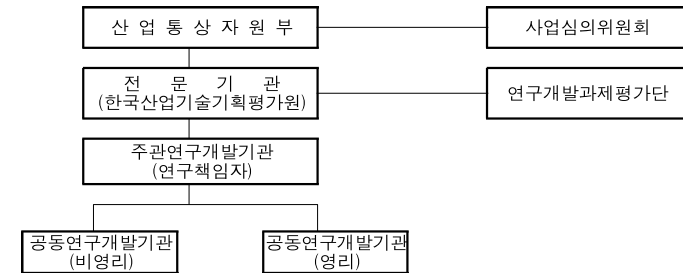 산 업 통 상 자 원 부
사업심의위원회
전 문 기 관
(한국산업기술기획평가원)
연구개발과제평가단
주관연구개발기관
(연구책임자)
공동연구개발기관
(비영리)
공동연구개발기관
(영리)